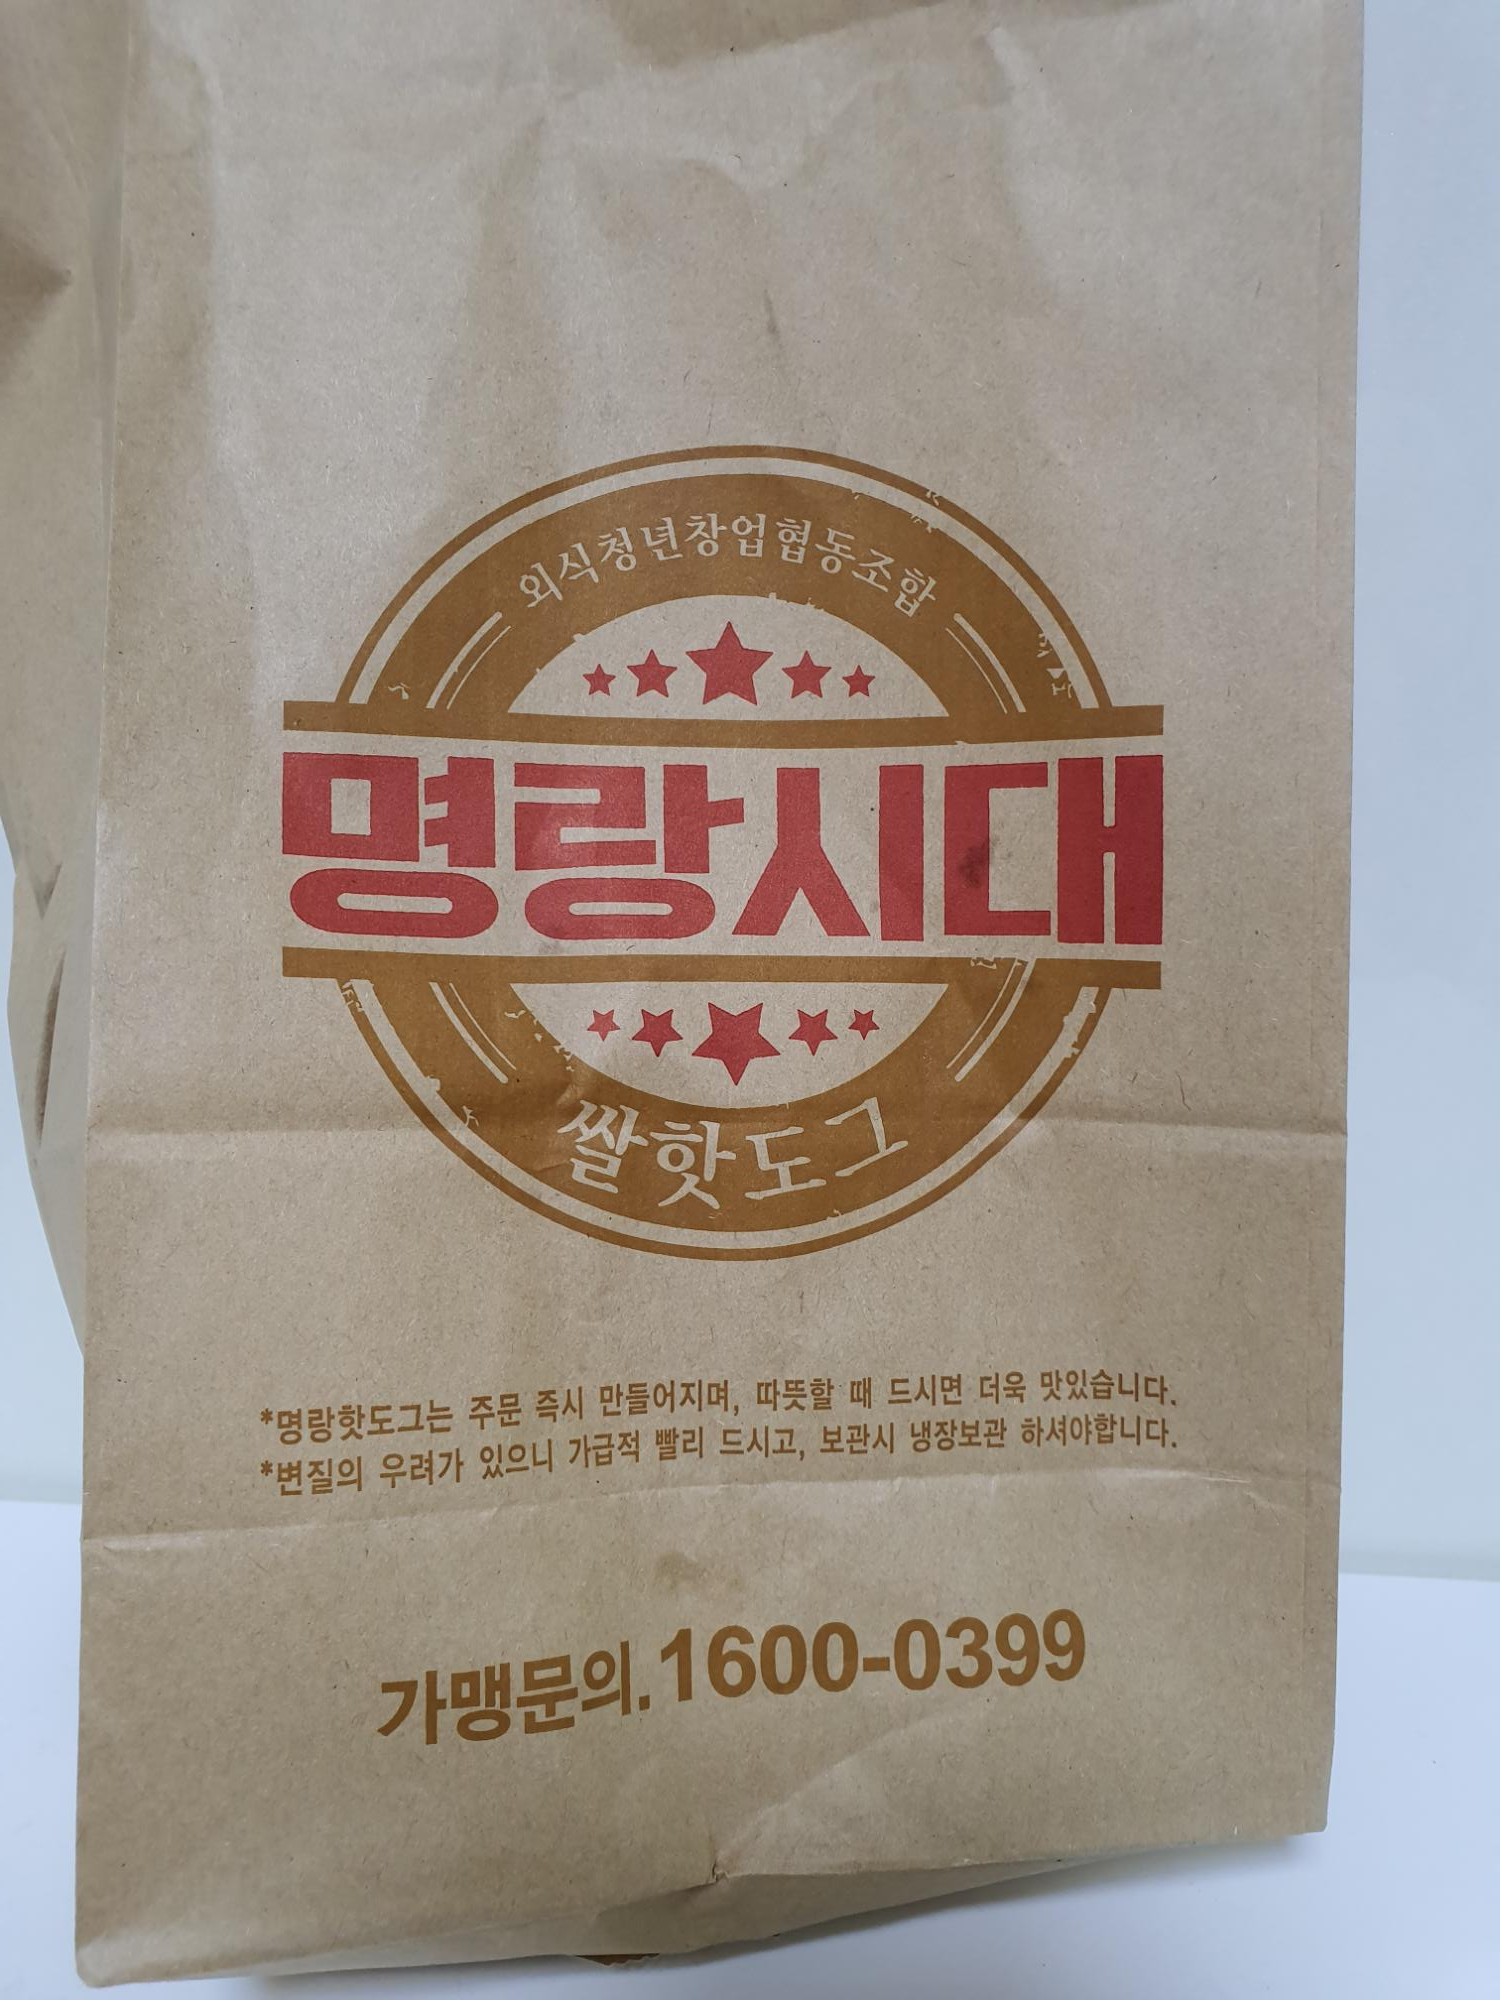 외식청년창업협동조합
명랑시대
쌀핫도그
*명랑핫도그는 주문 즉시 만들어지며, 따뜻할 때 드시면 더욱 맛있습니다.
*변질의 우려가 있으니 가급적 빨리 드시고, 보관시 냉장보관 하셔야합니다.
가맹문의.1600-0399